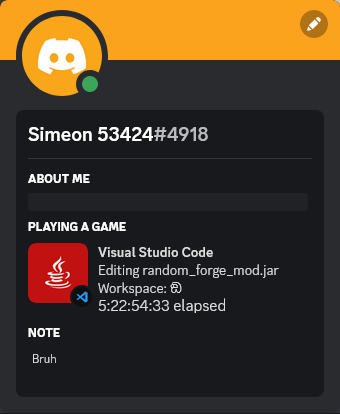 Simeon 53424#4918
ABOUT ME
PLAYING A GAME
Visual Studio Code
Editing random_forge_mod.jar
Workspace:
5:22:54:33 elapsed
NOTE
Bruh